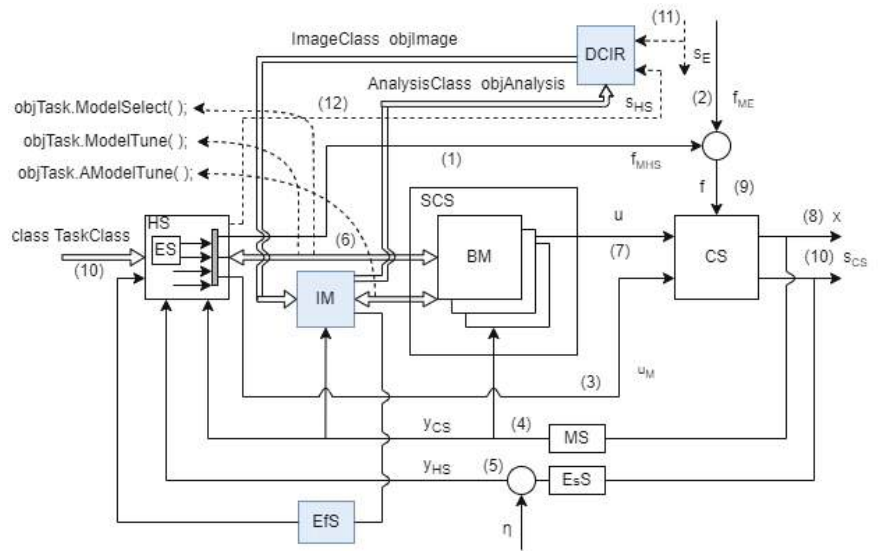 ImageClass objImage
DCIR
(11)
s_E
AnalysisClass objAnalysis
s_HS
(2)
f_ME
objTask.ModelSelect( );
(12)
objTask.ModelTune( );
(1)
f_MHS
objTask.AModelTune( );
f
(9)
HS
SCS
class TaskClass
ES
(6)
BM
u
(7)
CS
(8)
x
(10)
(10)
s_CS
IM
(3)
u_M
y_CS
(4)
MS
y_HS
(5)
EsS
EfS
η